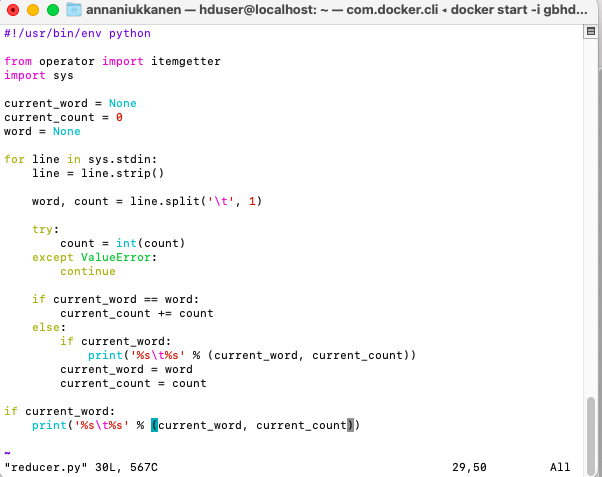 annaniukkanen — hduser@localhost: ~ — com.docker.cli ◂ docker start -i gbhd...
#!/usr/bin/env python

from operator import itemgetter
import sys

current_word = None
current_count = 0
word = None

for line in sys.stdin:
    line = line.strip()

    word, count = line.split('\t', 1)

    try:
        count = int(count)
    except ValueError:
        continue

    if current_word == word:
        current_count += count
    else:
        if current_word:
            print('%s\t%s' % (current_word, current_count))
        current_word = word
        current_count = count

if current_word:
    print('%s\t%s' % (current_word, current_count))

~
"reducer.py" 30L, 567C 29,50 All